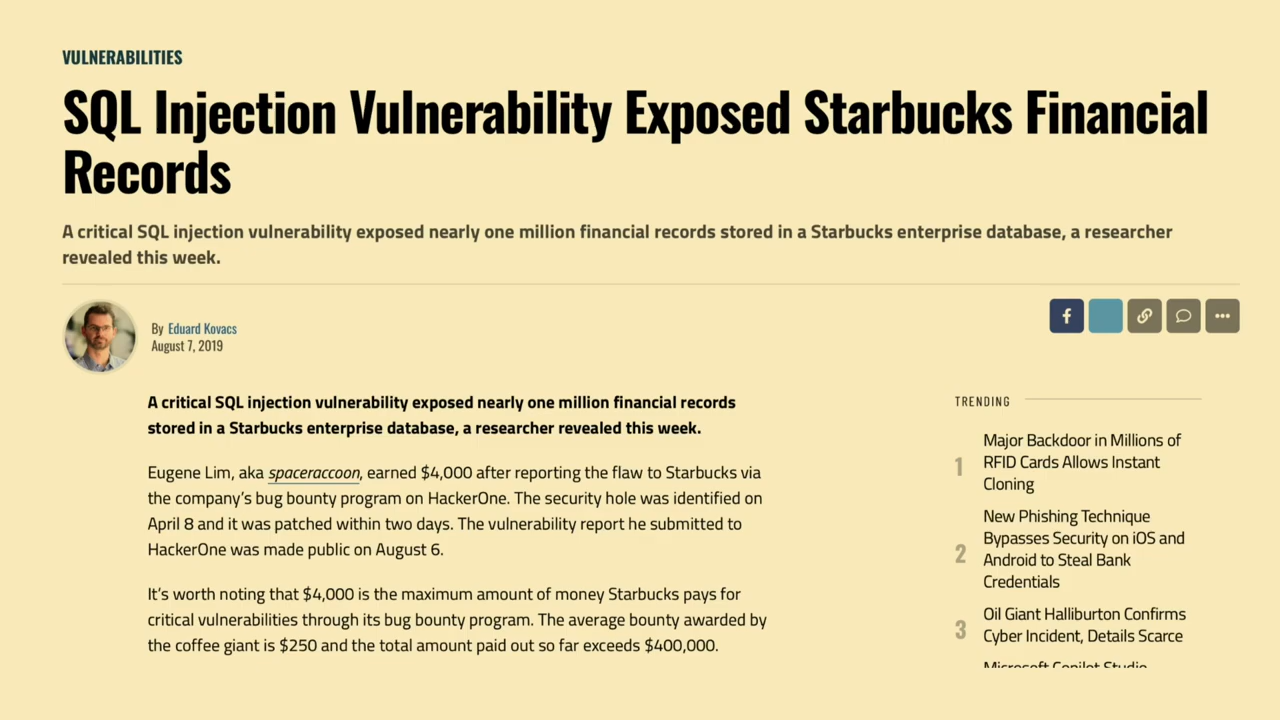 VULNERABILITIES
SQL Injection Vulnerability Exposed Starbucks Financial
Records
A critical SQL injection vulnerability exposed nearly one million financial records stored in a Starbucks enterprise database, a researcher
revealed this week.
By Eduard Kovacs
August 7, 2019
A critical SQL injection vulnerability exposed nearly one million financial records
stored in a Starbucks enterprise database, a researcher revealed this week.
Eugene Lim, aka spaceraccoon, earned $4,000 after reporting the flaw to Starbucks via
the company’s bug bounty program on HackerOne. The security hole was identified on
April 8 and it was patched within two days. The vulnerability report he submitted to
HackerOne was made public on August 6.
It’s worth noting that $4,000 is the maximum amount of money Starbucks pays for
critical vulnerabilities through its bug bounty program. The average bounty awarded by
the coffee giant is $250 and the total amount paid out so far exceeds $400,000.
TRENDING
1
Major Backdoor in Millions of
RFID Cards Allows Instant
Cloning
2
New Phishing Technique
Bypasses Security on iOS and
Android to Steal Bank
Credentials
3
Oil Giant Halliburton Confirms
Cyber Incident, Details Scarce
Microsoft Copilot Studio